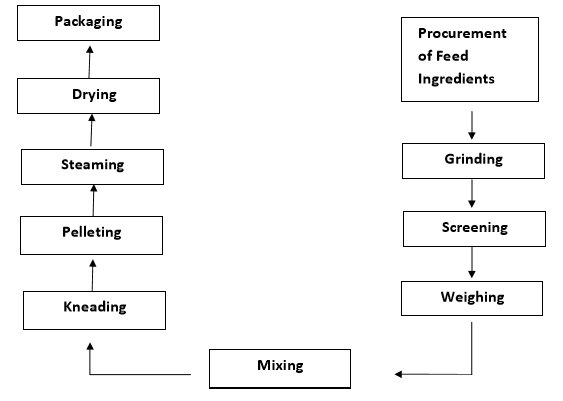 Packaging
Procurement
of Feed
Ingredients
Drying
Grinding
Steaming
Screening
Pelleting
Weighing
Kneading
Mixing